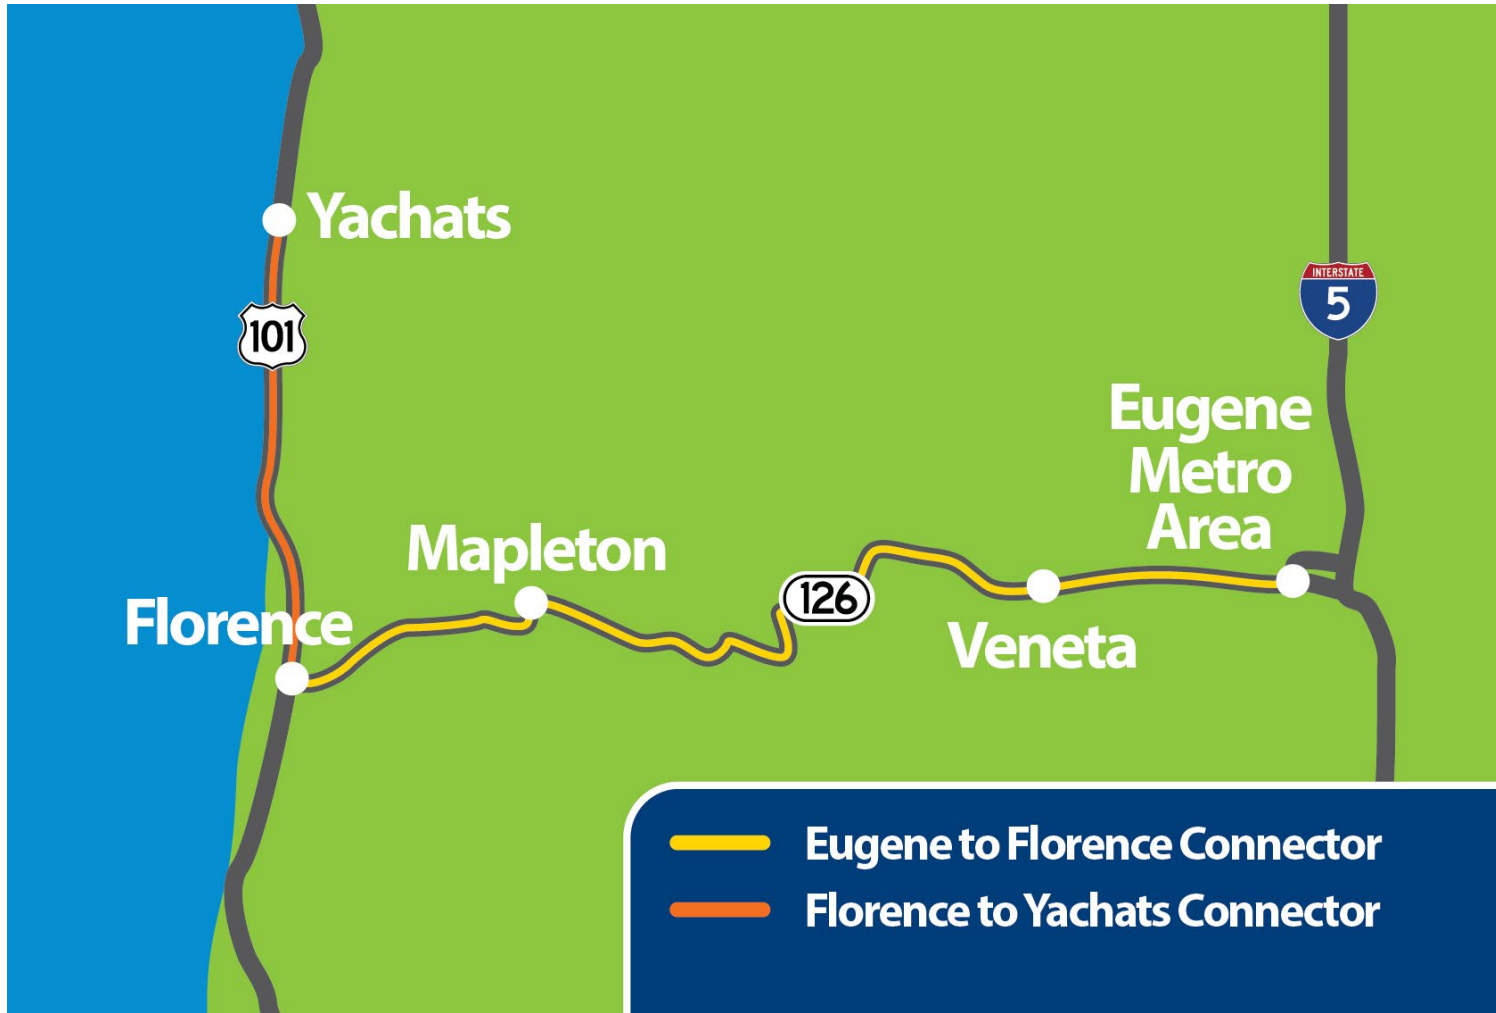 Yachats
101
INTERSTATE
5
Eugene
Metro
Area
Mapleton
126
Florence
Veneta
Eugene to Florence Connector
Florence to Yachats Connector